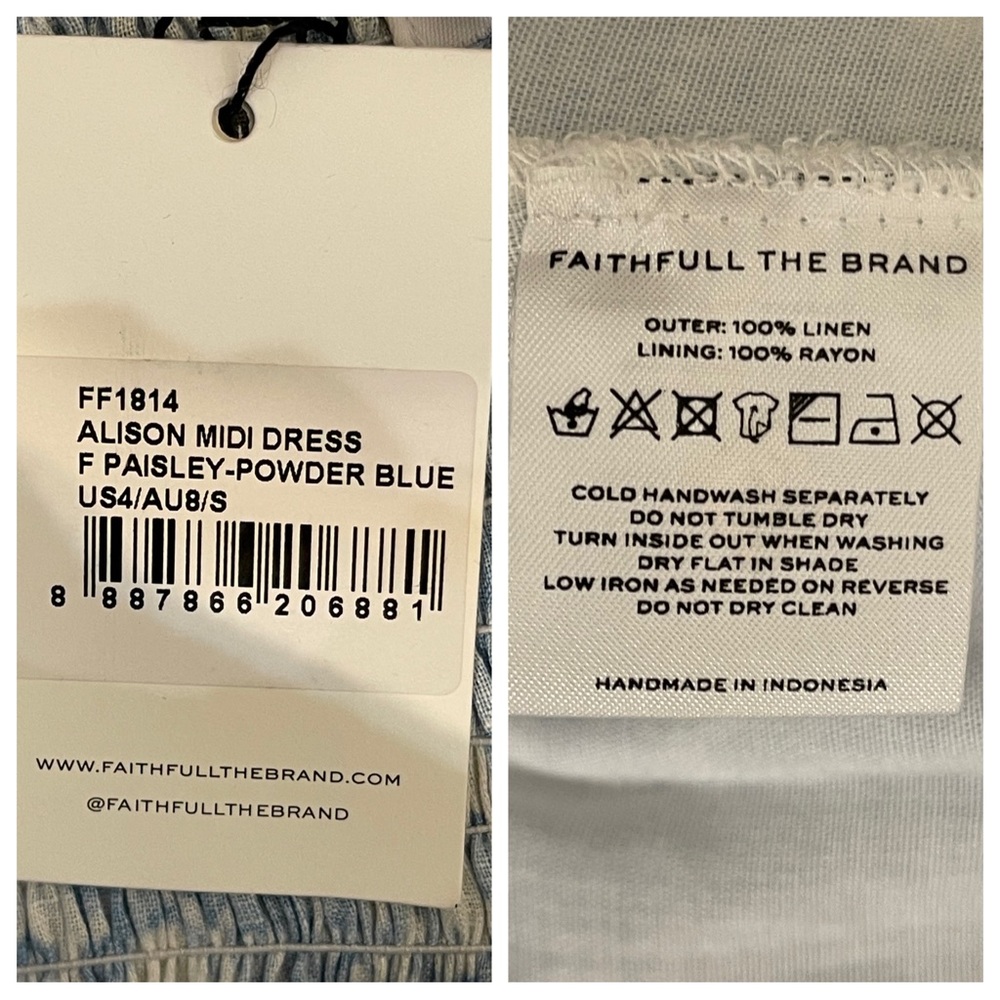 FF1814
ALISON MIDI DRESS
F PAISLEY-POWDER BLUE
US4/AU8/S
8 887866 206881
WWW.FAITHFULLTHEBRAND.COM
@FAITHFULLTHEBRAND
FAITHFULL THE BRAND
OUTER: 100% LINEN
LINING: 100% RAYON
COLD HANDWASH SEPARATELY
DO NOT TUMBLE DRY
TURN INSIDE OUT WHEN WASHING
DRY FLAT IN SHADE
LOW IRON AS NEEDED ON REVERSE
DO NOT DRY CLEAN
HANDMADE IN INDONESIA